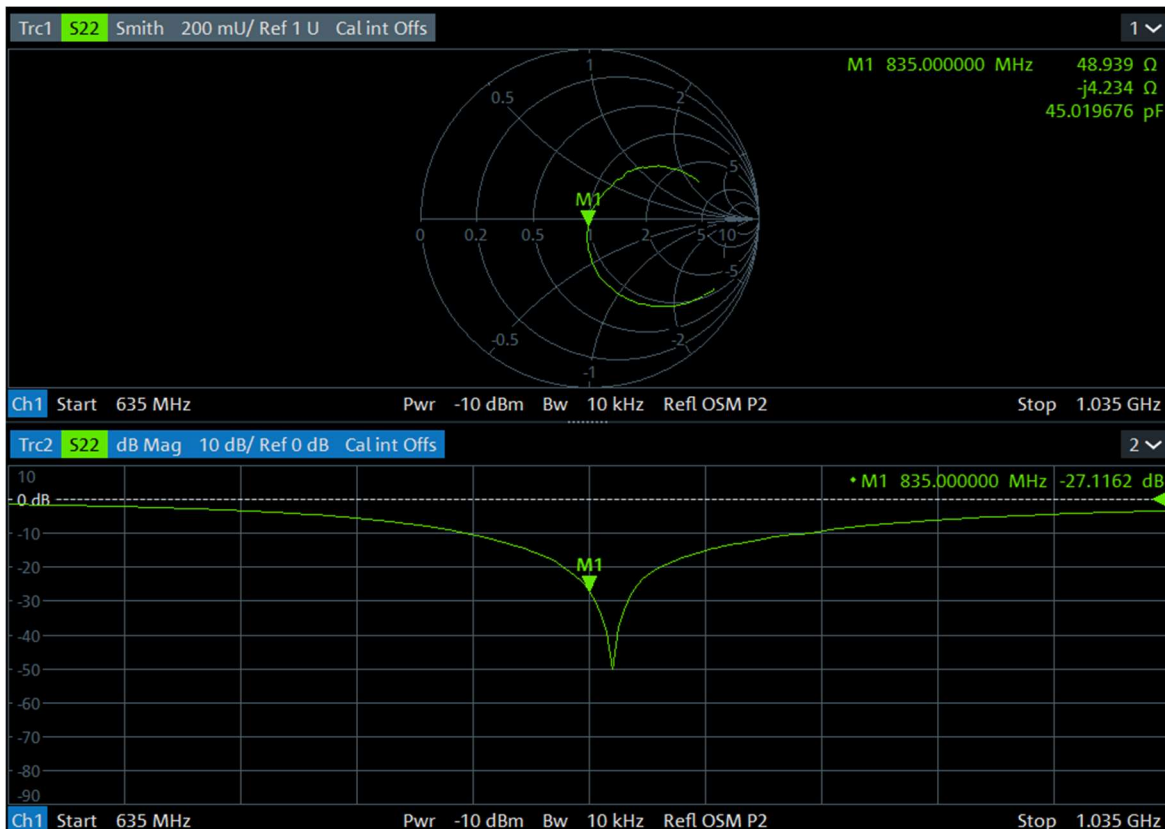 Trc1 S22 Smith 200 mU/ Ref 1 U Cal int Offs 1
M1 835.000000 MHz 48.939 Ω
-j4.234 Ω
45.019676 pF
1
0.5 2
5
M1
0 0.2 0.5 1 2 5 10
-5
-0.5 -2
-1
Ch1 Start 635 MHz Pwr -10 dBm Bw 10 kHz Refl OSM P2 Stop 1.035 GHz
Trc2 S22 dB Mag 10 dB/ Ref 0 dB Cal int Offs 2
10
M1 835.000000 MHz -27.1162 dB
0 dB
-10
-20
M1
-30
-40
-50
-60
-70
-80
-90
Ch1 Start 635 MHz Pwr -10 dBm Bw 10 kHz Refl OSM P2 Stop 1.035 GHz